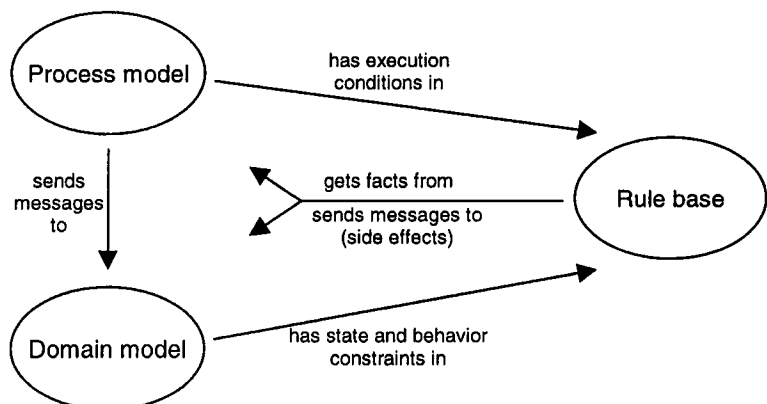 Process model
has execution
conditions in
sends
messages
to
gets facts from
sends messages to
(side effects)
Rule base
Domain model
has state and behavior
constraints in